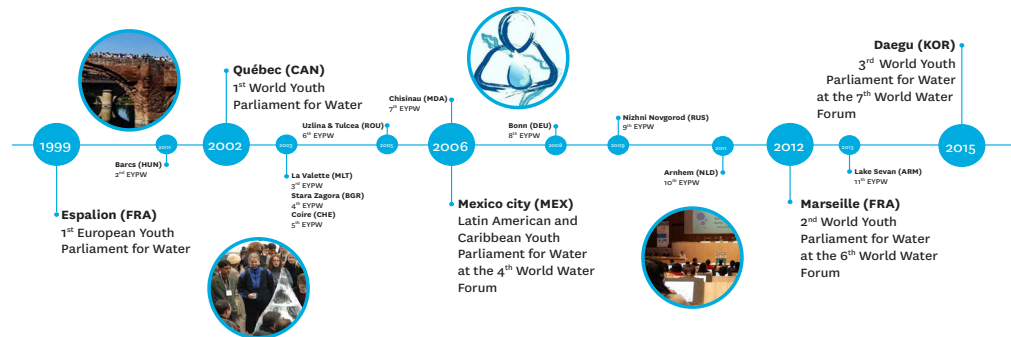 1999
Espalion (FRA)
1st European Youth
Parliament for Water
2001
Barcs (HUN)
2nd EYPW
Québec (CAN)
1st World Youth
Parliament for Water
2002
2003
La Valette (MLT)
3rd EYPW
Stara Zagora (BGR)
4th EYPW
Coire (CHE)
5th EYPW
Uzlina & Tulcea (ROU)
6th EYPW
2005
Chisinau (MDA)
7th EYPW
2006
Mexico city (MEX)
Latin American and
Caribbean Youth
Parliament for Water
at the 4th World Water
Forum
Bonn (DEU)
8th EYPW
2008
Nizhni Novgorod (RUS)
9th EYPW
2009
2011
Arnhem (NLD)
10th EYPW
2012
Marseille (FRA)
2nd World Youth
Parliament for Water
at the 6th World Water
Forum
2013
Lake Sevan (ARM)
11th EYPW
Daegu (KOR)
3rd World Youth
Parliament for Water
at the 7th World Water
Forum
2015